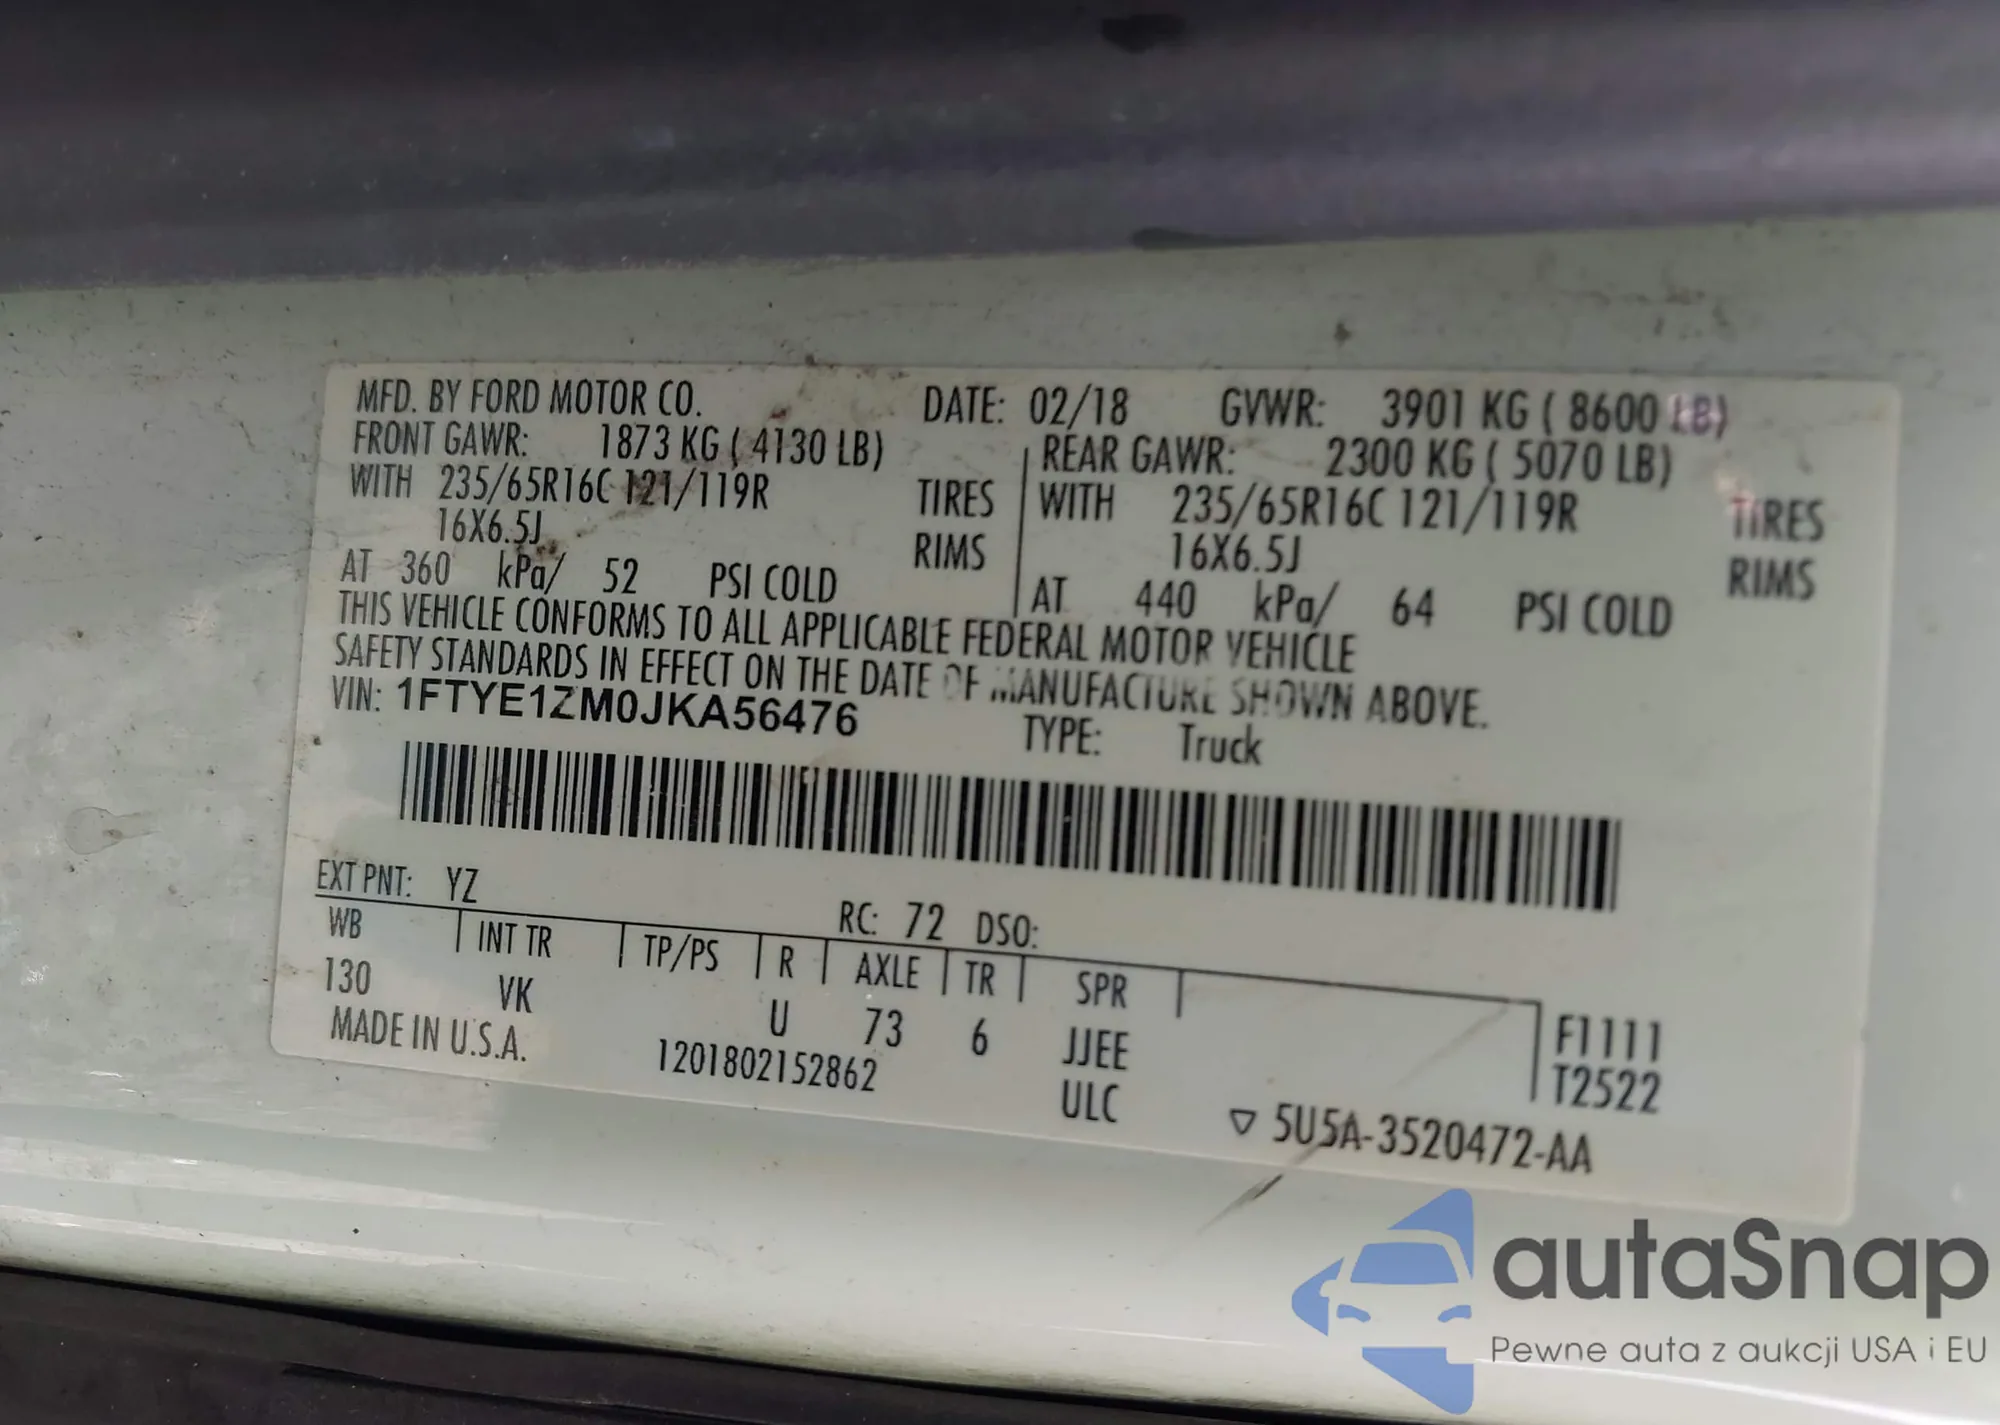 MFD. BY FORD MOTOR CO. DATE: 02/18 GVWR: 3901 KG ( 8600 LB)
FRONT GAWR: 1873 KG ( 4130 LB) REAR GAWR: 2300 KG ( 5070 LB)
WITH 235/65R16C 121/119R TIRES WITH 235/65R16C 121/119R TIRES
16X6.5J RIMS 16X6.5J RIMS
AT 360 kPa/ 52 PSI COLD AT 440 kPa/ 64 PSI COLD
THIS VEHICLE CONFORMS TO ALL APPLICABLE FEDERAL MOTOR VEHICLE
SAFETY STANDARDS IN EFFECT ON THE DATE OF MANUFACTURE SHOWN ABOVE.
VIN: 1FTYE1ZM0JKA56476 TYPE: Truck
EXT PNT: YZ RC: 72 DSO:
WB INT TR TP/PS R AXLE TR SPR
130 VK U 73 6 JJEE F1111
MADE IN U.S.A. 1201802152862 ULC T2522
▽ 5U5A-3520472-AA
autaSnap
Pewne auta z aukcji USA i EU